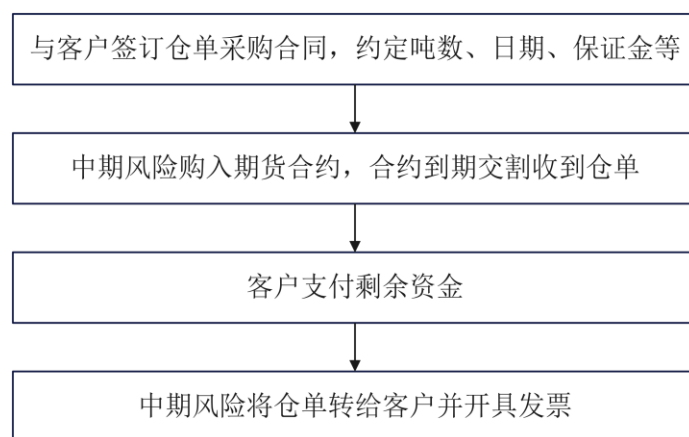 与客户签订仓单采购合同，约定吨数、日期、保证金等
中期风险购入期货合约，合约到期交割收到仓单
客户支付剩余资金
中期风险将仓单转给客户并开具发票